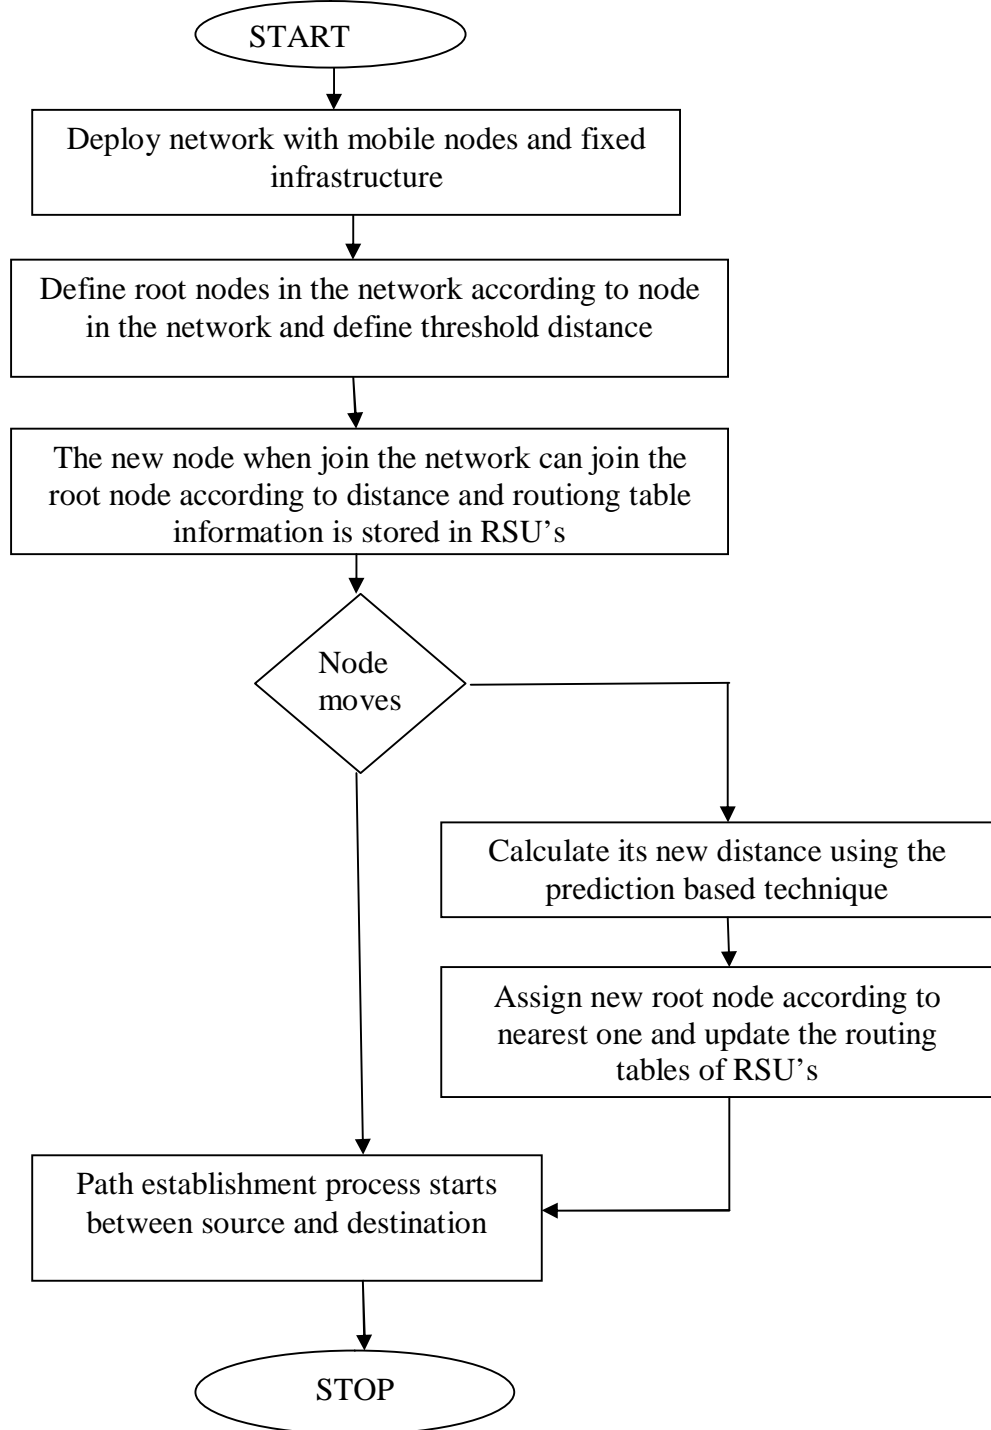 START
Deploy network with mobile nodes and fixed
infrastructure
Define root nodes in the network according to node
in the network and define threshold distance
The new node when join the network can join the
root node according to distance and routiong table
information is stored in RSU’s
Node
moves
Calculate its new distance using the
prediction based technique
Assign new root node according to
nearest one and update the routing
tables of RSU’s
Path establishment process starts
between source and destination
STOP